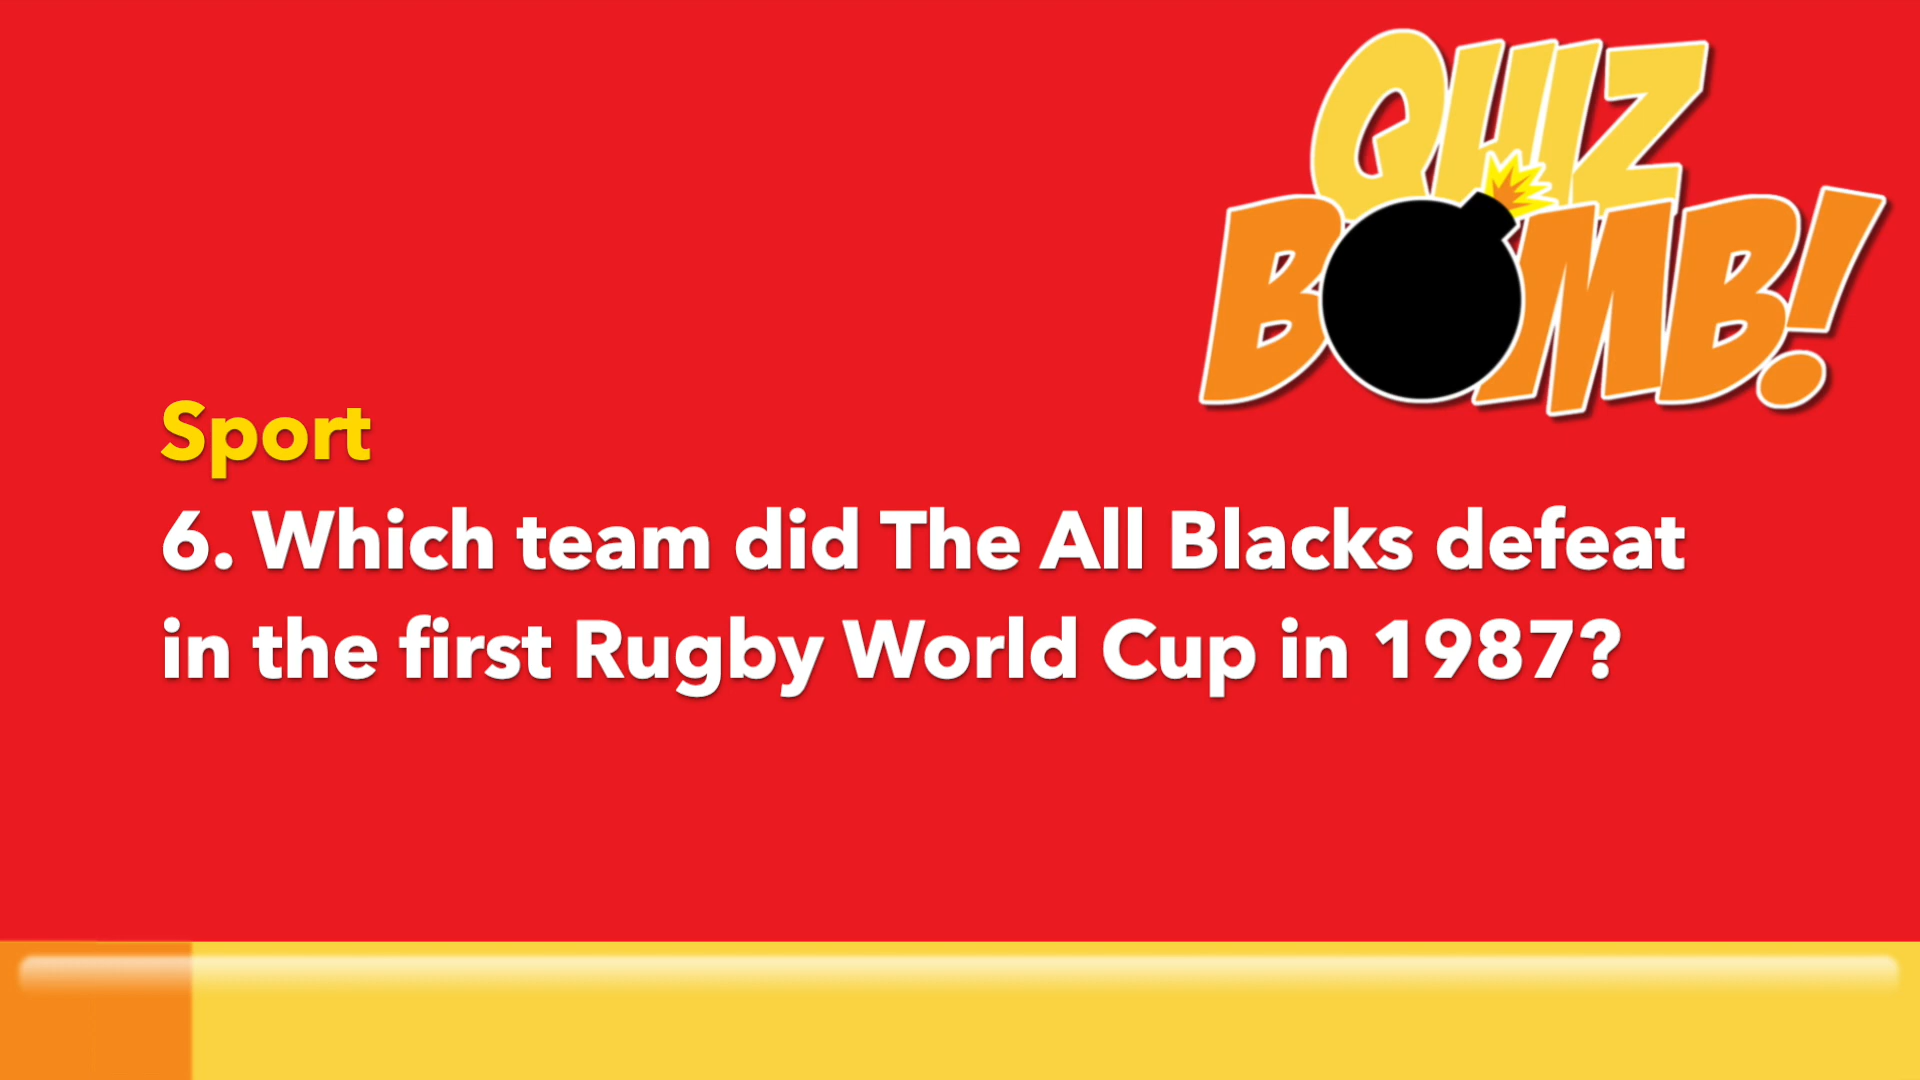 QUIZ
BOMB!
Sport
6. Which team did The All Blacks defeat
in the first Rugby World Cup in 1987?